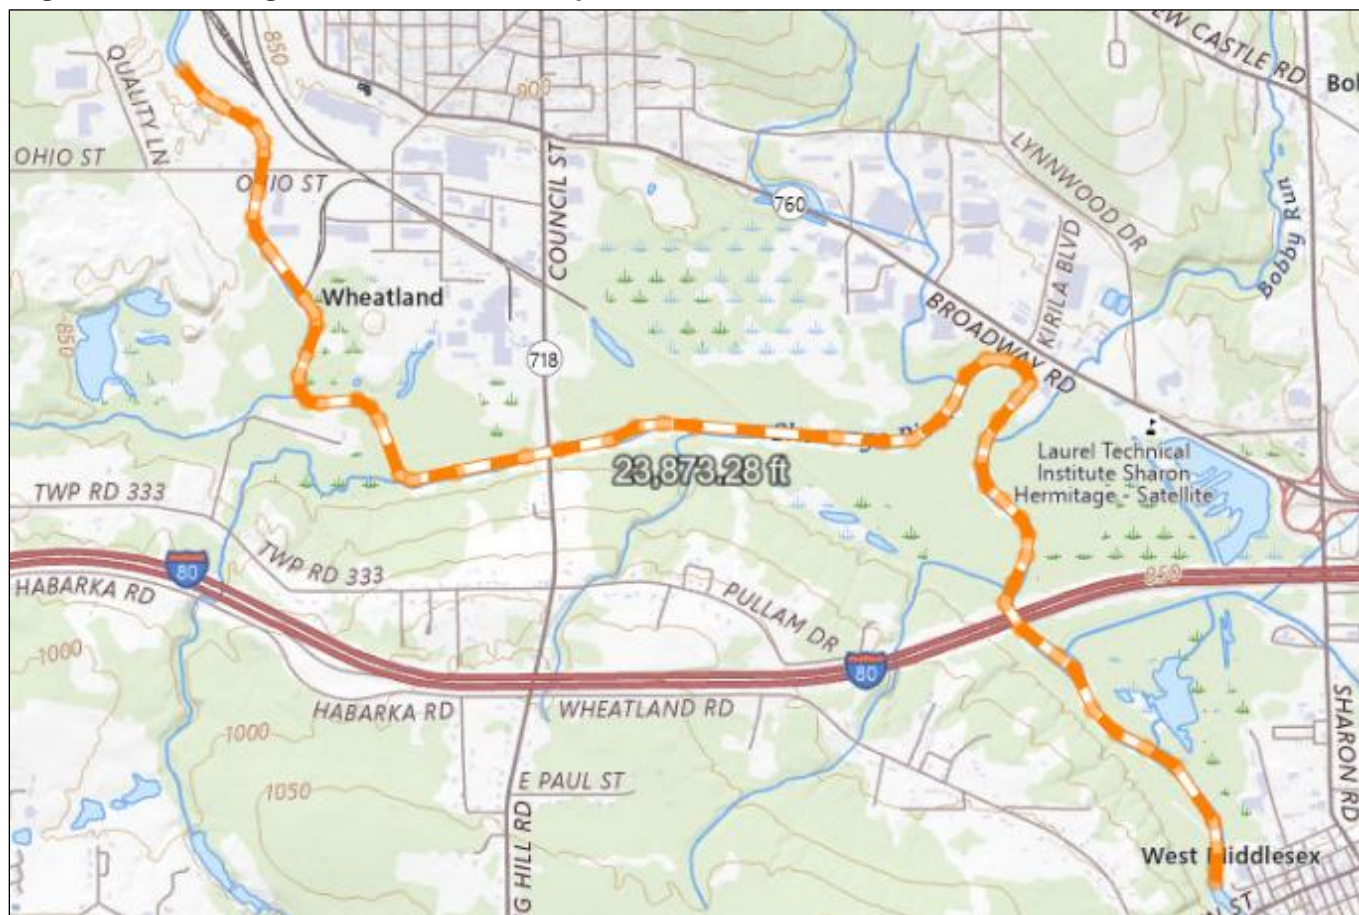 850
NEW CASTLE RD
QUALITY LN
900
COUNCIL ST
LYNNWOOD DR
OHIO ST
OHIO ST
760
Bobby Run
KIRILA BLVD
Wheatland
850
BROADWAY RD
718
Laurel Technical
Institute Sharon
Hermitage - Satellite
23,873.28 ft
TWP RD 333
TWP RD 333
80
HABARKA RD
850
PULLAM DR
1000
80
HABARKA RD
WHEATLAND RD
SHARON RD
1000
E PAUL ST
1050
G HILL RD
West Middlesex
ST